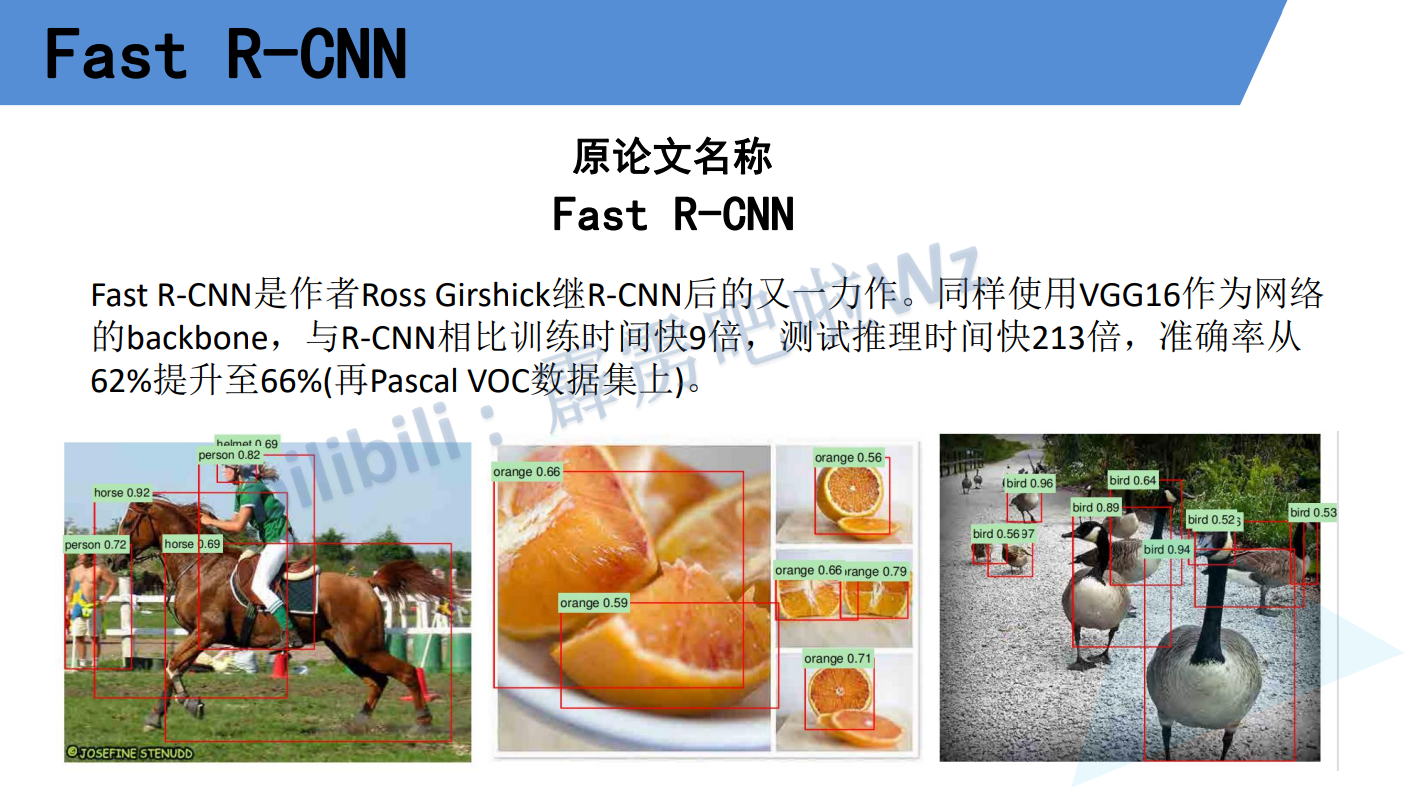 Fast R-CNN
原论文名称
Fast R-CNN
Fast R-CNN是作者Ross Girshick继R-CNN后的又一力作。同样使用VGG16作为网络
的backbone，与R-CNN相比训练时间快9倍，测试推理时间快213倍，准确率从
62%提升至66%(再Pascal VOC数据集上)。
bilibili：霹雳吧啦Wz
helmet 0.69
person 0.82
horse 0.92
person 0.72
horse 0.69
©JOSEFINE STENUDD
orange 0.66
orange 0.59
orange 0.56
orange 0.66
orange 0.79
orange 0.71
bird 0.96
bird 0.64
bird 0.89
bird 0.52
bird 0.53
bird 0.56
97
bird 0.94